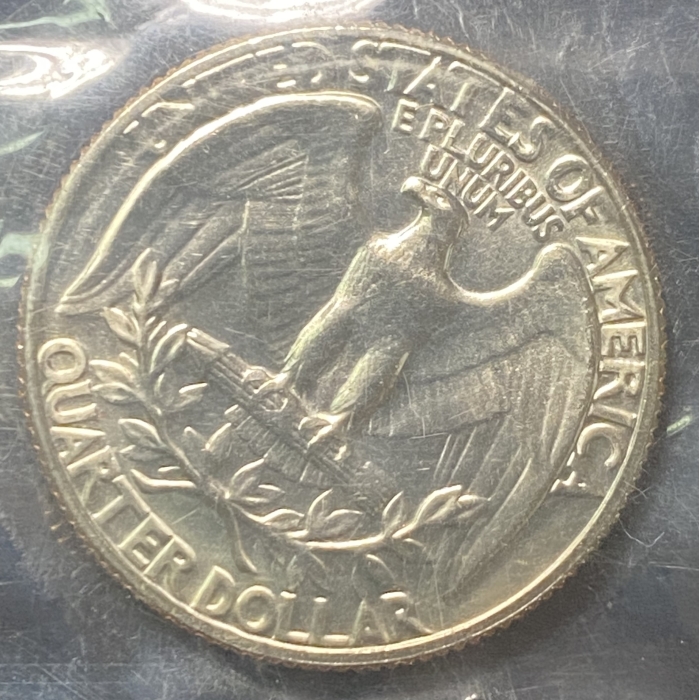 UNITED STATES OF AMERICA
E PLURIBUS
UNUM
QUARTER DOLLAR